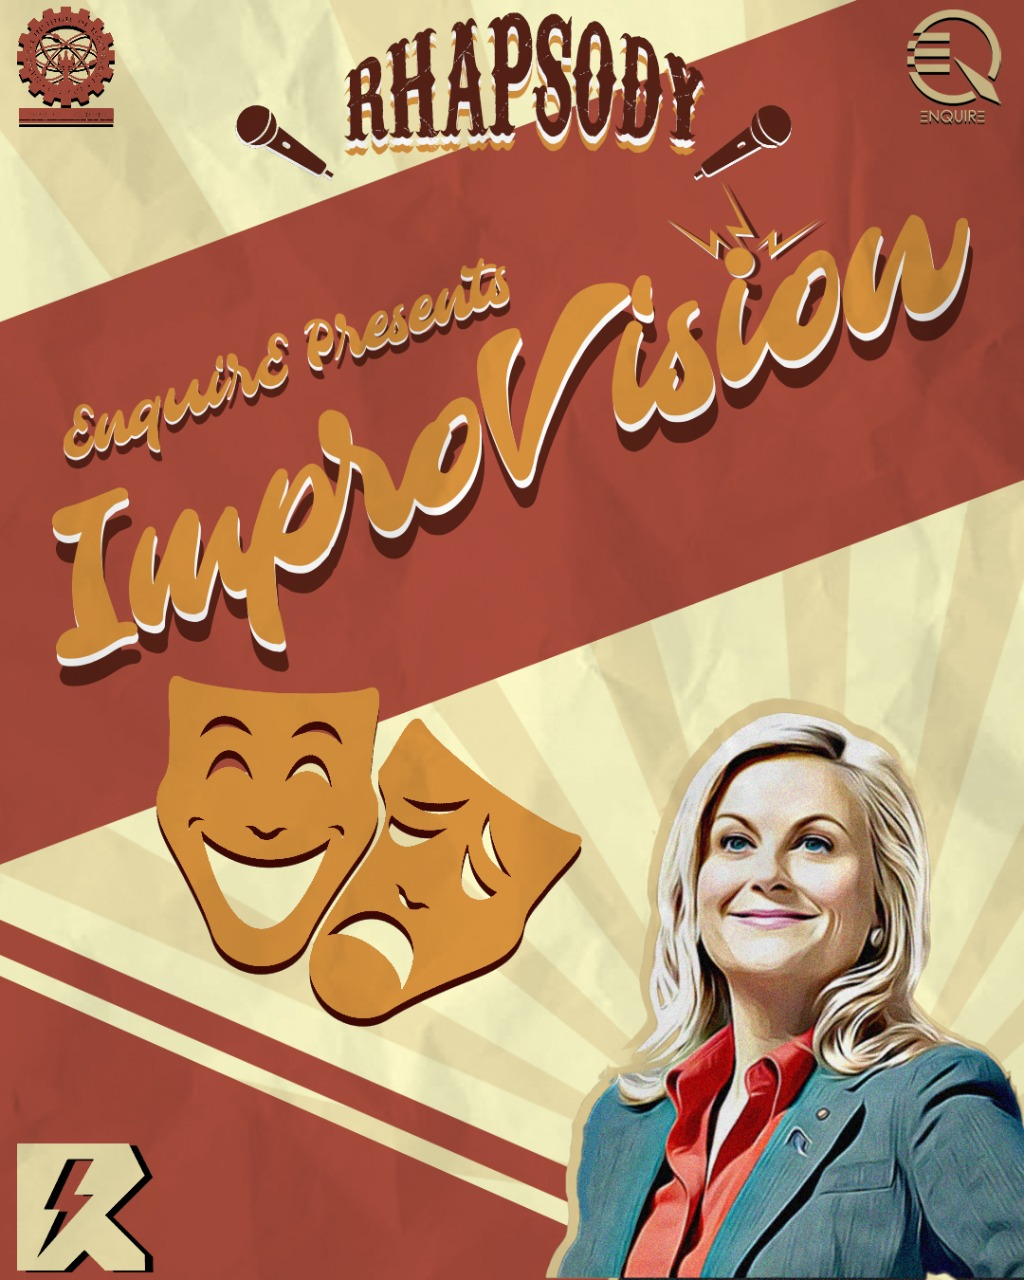 RHAPSODY
ENQUIRE
EnquirE Presents
ImproVision